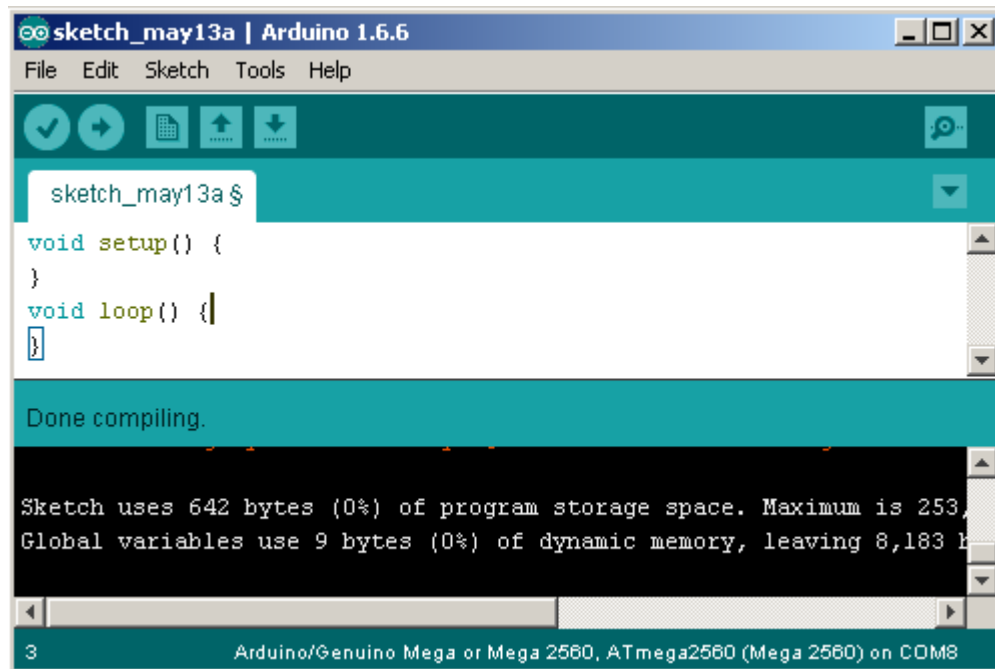 sketch_may13a | Arduino 1.6.6
File Edit Sketch Tools Help
sketch_may13a §
void setup() {
}
void loop() {
}
Done compiling.
Sketch uses 642 bytes (0%) of program storage space. Maximum is 253,
Global variables use 9 bytes (0%) of dynamic memory, leaving 8,183
3 Arduino/Genuino Mega or Mega 2560, ATmega2560 (Mega 2560) on COM8